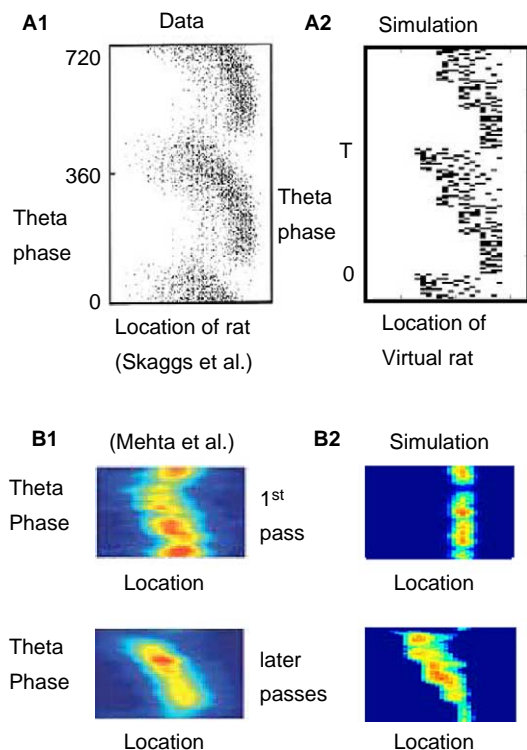 A1
Data
720
360
Theta
phase
0
Location of rat
(Skaggs et al.)
A2
Simulation
T
Theta
phase
0
Location of
Virtual rat
B1
(Mehta et al.)
B2
Simulation
Theta
Phase
1st
pass
Location
Location
Theta
Phase
later
passes
Location
Location